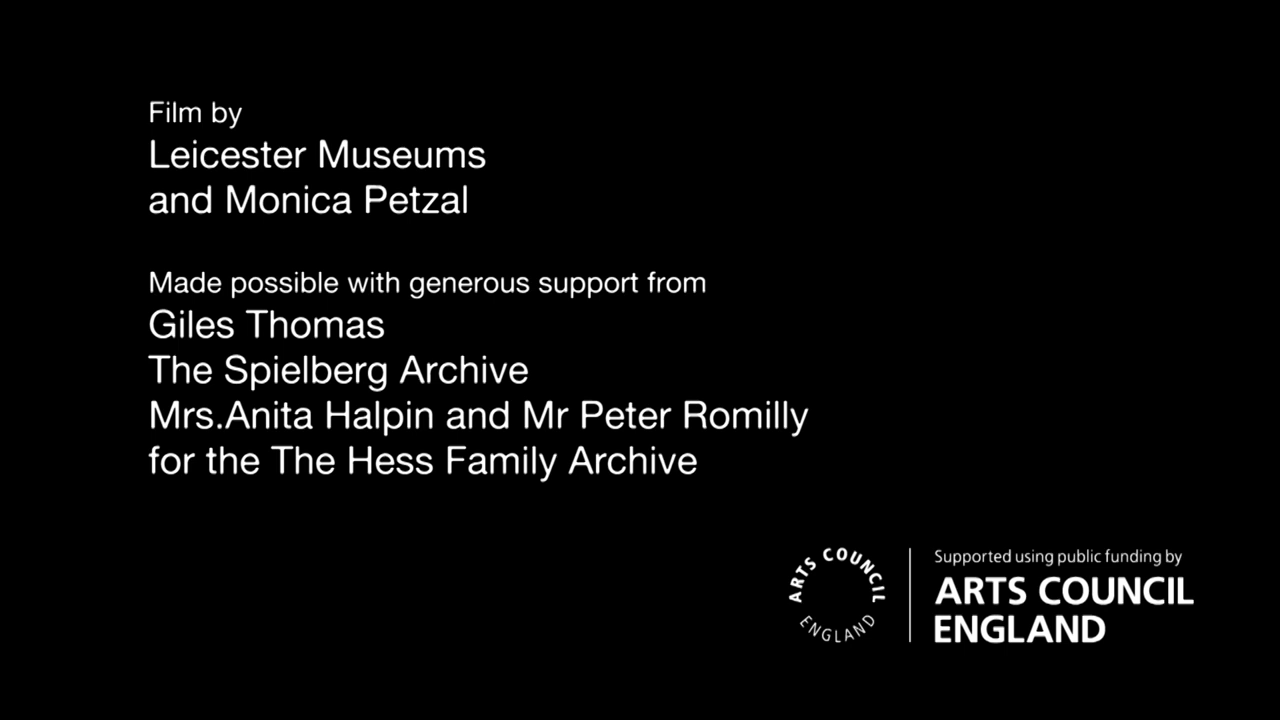 Film by
Leicester Museums
and Monica Petzal
Made possible with generous support from
Giles Thomas
The Spielberg Archive
Mrs.Anita Halpin and Mr Peter Romilly
for the The Hess Family Archive
ARTS COUNCIL
ENGLAND
Supported using public funding by
ARTS COUNCIL
ENGLAND